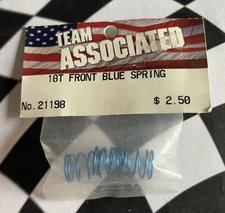 TEAM
ASSOCIATED
18T FRONT BLUE SPRING
No. 21198 $ 2.50